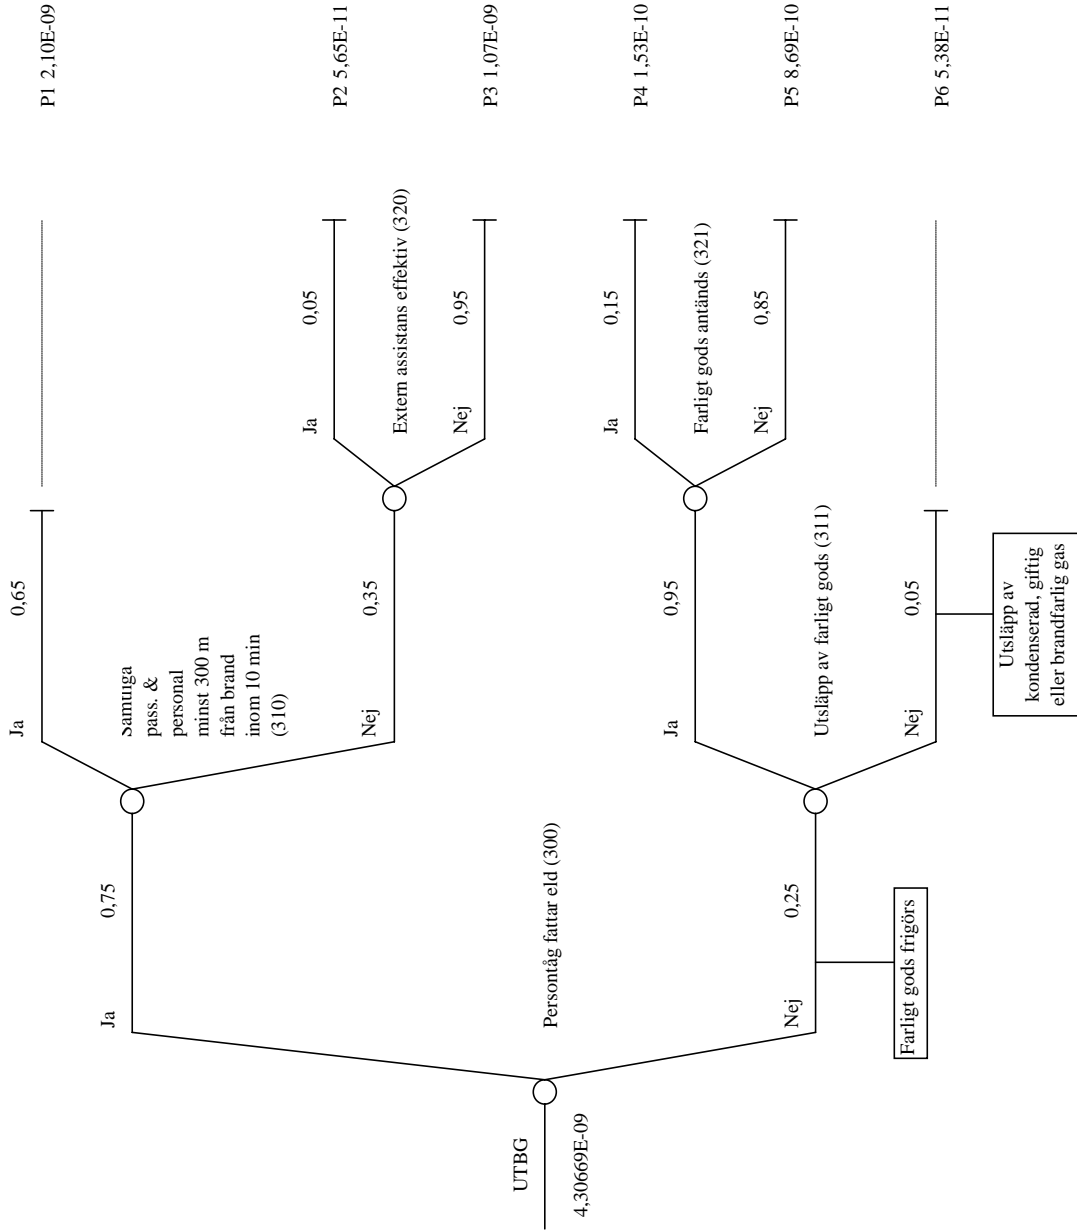 UTBG
4,30669E-09
Persontåg fattar eld (300)
Ja
0,75
Nej
0,25
Farligt gods frigörs
Ja
0,65
pass. &
personal
minst 300 m
från brand
inom 10 min
(310)
Nej
0,35
Ja
0,95
Utsläpp av farligt gods (311)
Nej
0,05
Utsläpp av
kondenserad, giftig
eller brandfarlig gas
Ja
0,05
Extern assistans effektiv (320)
Nej
0,95
Ja
0,15
Farligt gods antänds (321)
Nej
0,85
P1 2,10E-09
P2 5,65E-11
P3 1,07E-09
P4 1,53E-10
P5 8,69E-10
P6 5,38E-11